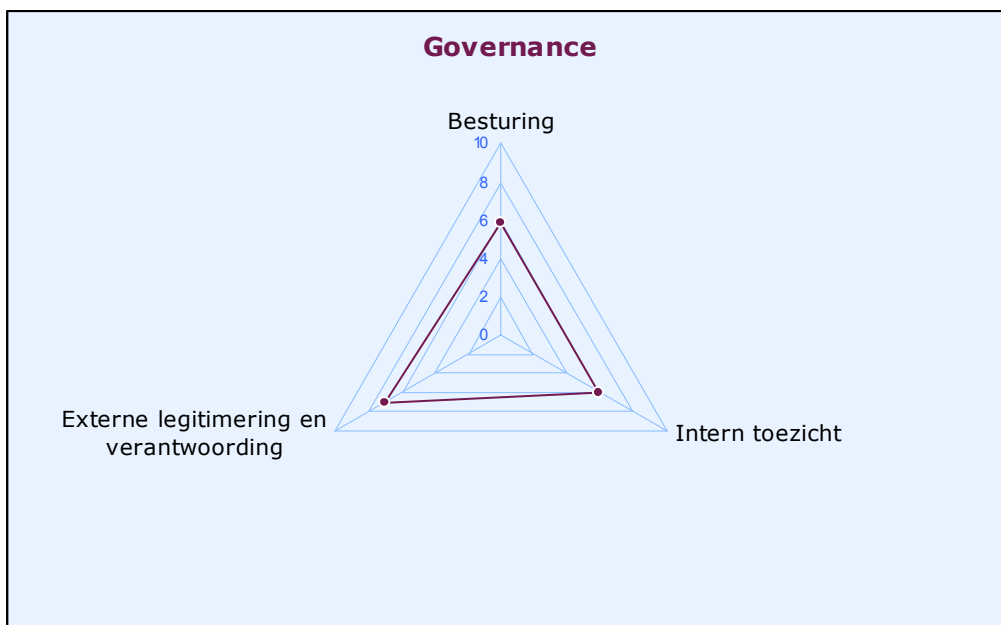 Governance
Besturing
10
8
6
4
2
0
Externe legitimering en
verantwoording
Intern toezicht